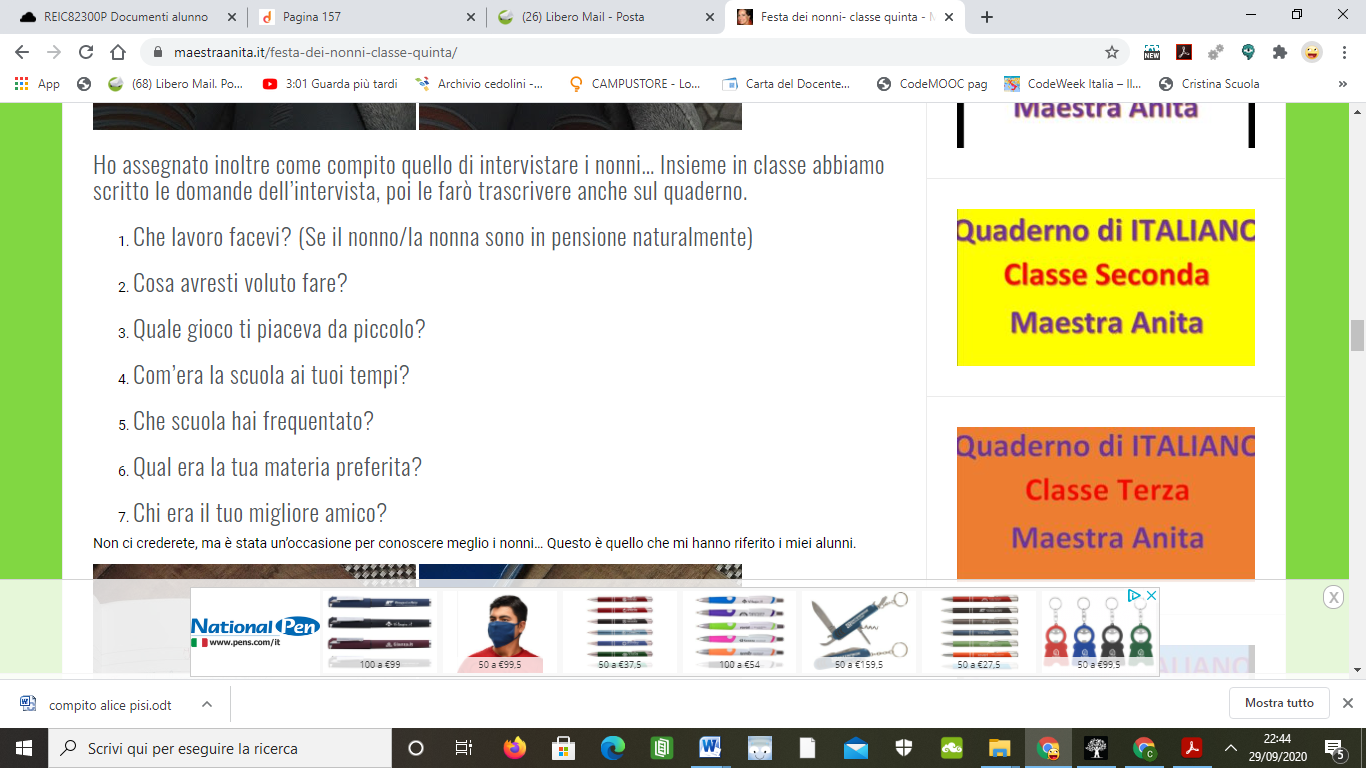 REIC82300P Documenti alunno
Pagina 157
(26) Libero Mail - Posta
Festa dei nonni- classe quinta -
maestraanita.it/festa-dei-nonni-classe-quinta/
NEW
App
(68) Libero Mail. Po...
3:01 Guarda più tardi
Archivio cedolini -...
CAMPUSTORE - Lo...
Carta del Docente...
CodeMOOC pag
CodeWeek Italia – Il...
Cristina Scuola
»
Ho assegnato inoltre come compito quello di intervistare i nonni... Insieme in classe abbiamo
scritto le domande dell'intervista, poi le farò trascrivere anche sul quaderno.
1. Che lavoro facevi? (Se il nonno/la nonna sono in pensione naturalmente)
2. Cosa avresti voluto fare?
3. Quale gioco ti piaceva da piccolo?
4. Com'era la scuola ai tuoi tempi?
5. Che scuola hai frequentato?
6. Qual era la tua materia preferita?
7. Chi era il tuo migliore amico?
Non ci crederete, ma è stata un'occasione per conoscere meglio i nonni... Questo è quello che mi hanno riferito i miei alunni.
Maestra Anita
Quaderno di ITALIANO
Classe Seconda
Maestra Anita
Quaderno di ITALIANO
Classe Terza
Maestra Anita
National Pen
www.pens.com/it
100 a €99
50 a €99,5
50 a €37,5
100 a €54
50 a €159,5
50 a €27,5
50 a €99,5
ITALIANO
compito alice pisi.odt
Mostra tutto
Scrivi qui per eseguire la ricerca
22:44
29/09/2020
5